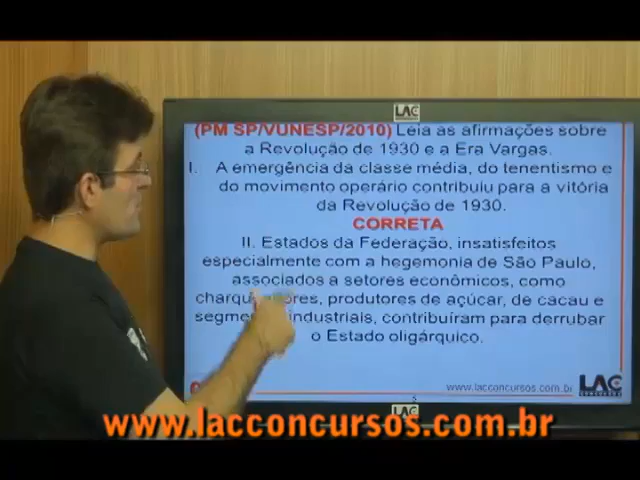 LAC
(PM SP/VUNESP/2010) Leia as afirmações sobre
a Revolução de 1930 e a Era Vargas.
I. A emergência da classe média, do tenentismo e
do movimento operário contribuiu para a vitória
da Revolução de 1930.
CORRETA
II. Estados da Federação, insatisfeitos
especialmente com a hegemonia de São Paulo,
associados a setores econômicos, como
produtores de açúcar, de cacau e
industriais, contribuíram para derrubar
o Estado oligárquico.
www.lacconcursos.com.br
LAC
LAC
www.lacconcursos.com.br